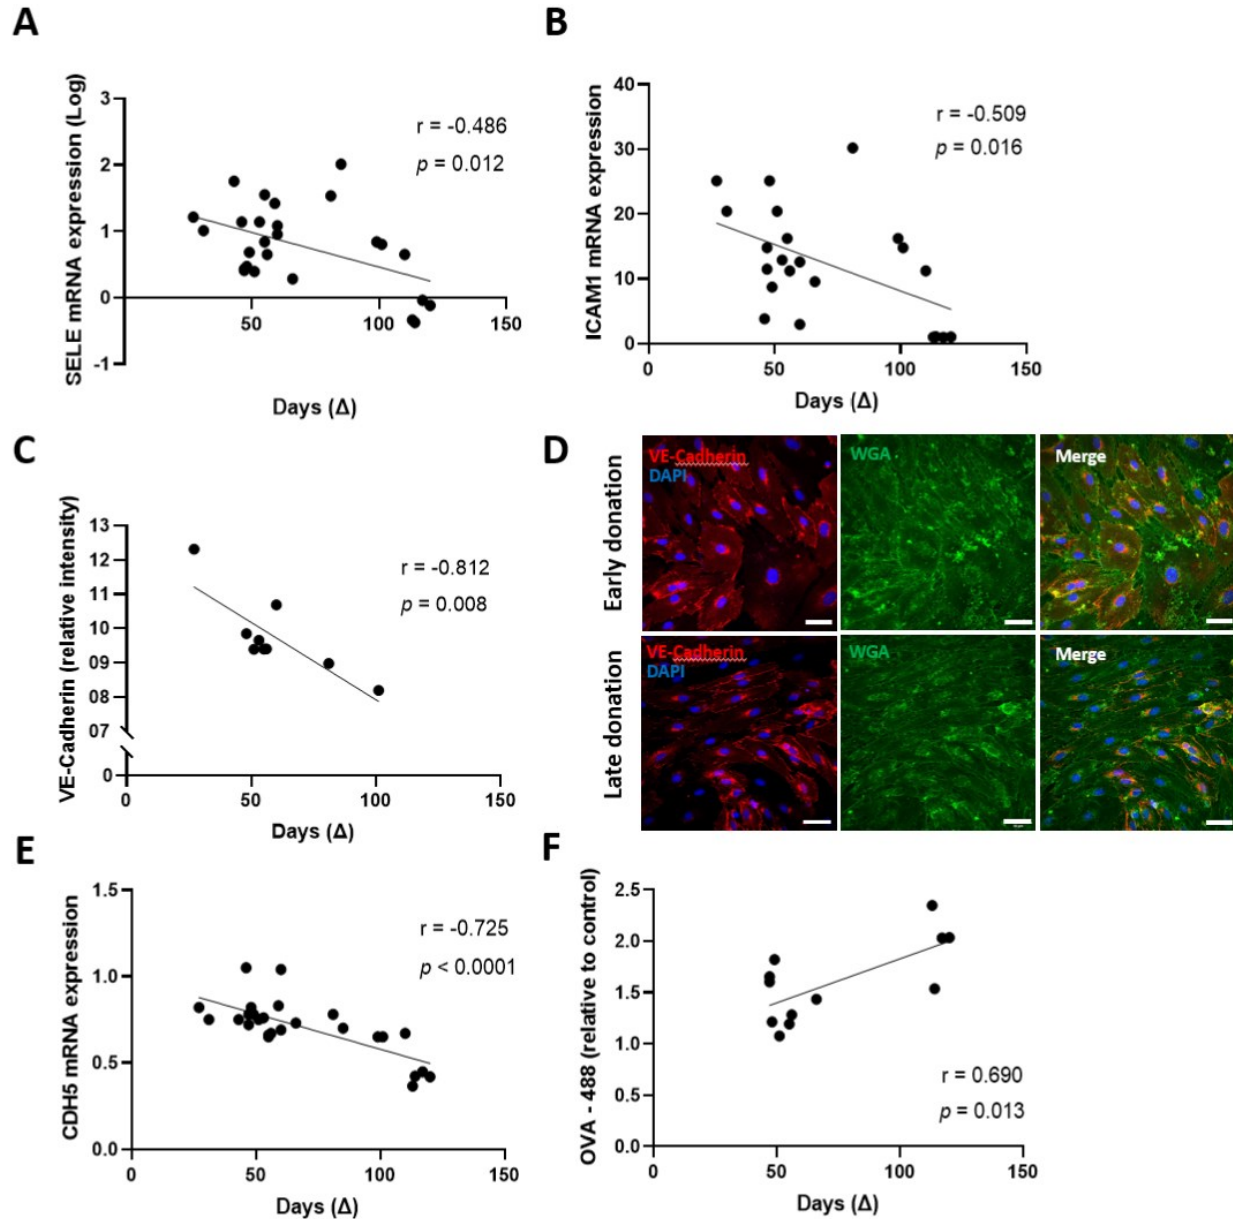 A
SELE mRNA expression (Log)
3
2
1
0
-1
50
100
150
r = -0.486
p = 0.012
Days (Δ)
B
ICAM1 mRNA expression
40
30
20
10
0
0
50
100
150
r = -0.509
p = 0.016
Days (Δ)
C
VE-Cadherin (relative intensity)
13
12
11
10
09
08
07
0
0
50
100
150
r = -0.812
p = 0.008
Days (Δ)
D
Early donation
VE-Cadherin
DAPI
WGA
Merge
Late donation
VE-Cadherin
DAPI
WGA
Merge
E
CDH5 mRNA expression
1.5
1.0
0.5
0.0
0
50
100
150
r = -0.725
p < 0.0001
Days (Δ)
F
OVA - 488 (relative to control)
2.5
2.0
1.5
1.0
0.5
0.0
0
50
100
150
r = 0.690
p = 0.013
Days (Δ)